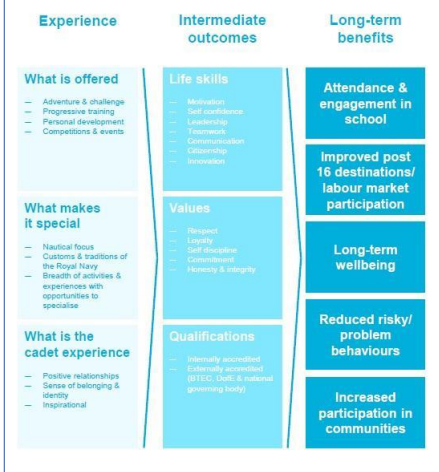 Experience
What is offered
— Adventure & challenge
— Progressive training
— Personal development
— Competitions & events
What makes
it special
— Nautical focus
— Customs & traditions of
the Royal Navy
— Breadth of activities &
experiences with
opportunities to
specialise
What is the
cadet experience
— Positive relationships
— Sense of belonging &
identity
— Inspirational
Intermediate
outcomes
Life skills
— Motivation
— Self confidence
— Leadership
— Teamwork
— Communication
— Citizenship
— Innovation
Values
— Respect
— Loyalty
— Self discipline
— Commitment
— Honesty & integrity
Qualifications
— Internally accredited
— Externally accredited
(BTEC, DofE & national
governing body)
Long-term
benefits
Attendance &
engagement in
school
Improved post
16 destinations/
labour market
participation
Long-term
wellbeing
Reduced risky/
problem
behaviours
Increased
participation in
communities